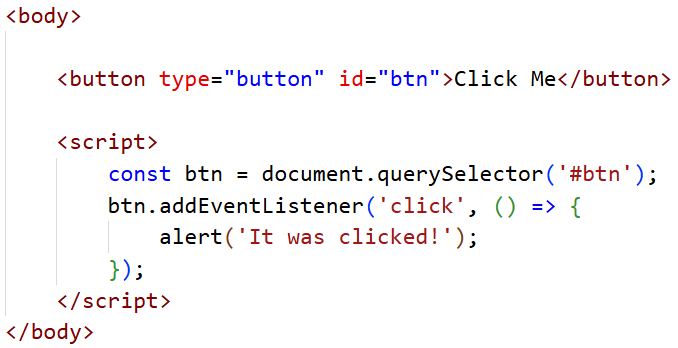 <body>
<button type="button" id="btn">Click Me</button>
<script>
const btn = document.querySelector('#btn');
btn.addEventListener('click', () => {
alert('It was clicked!');
});
</script>
</body>